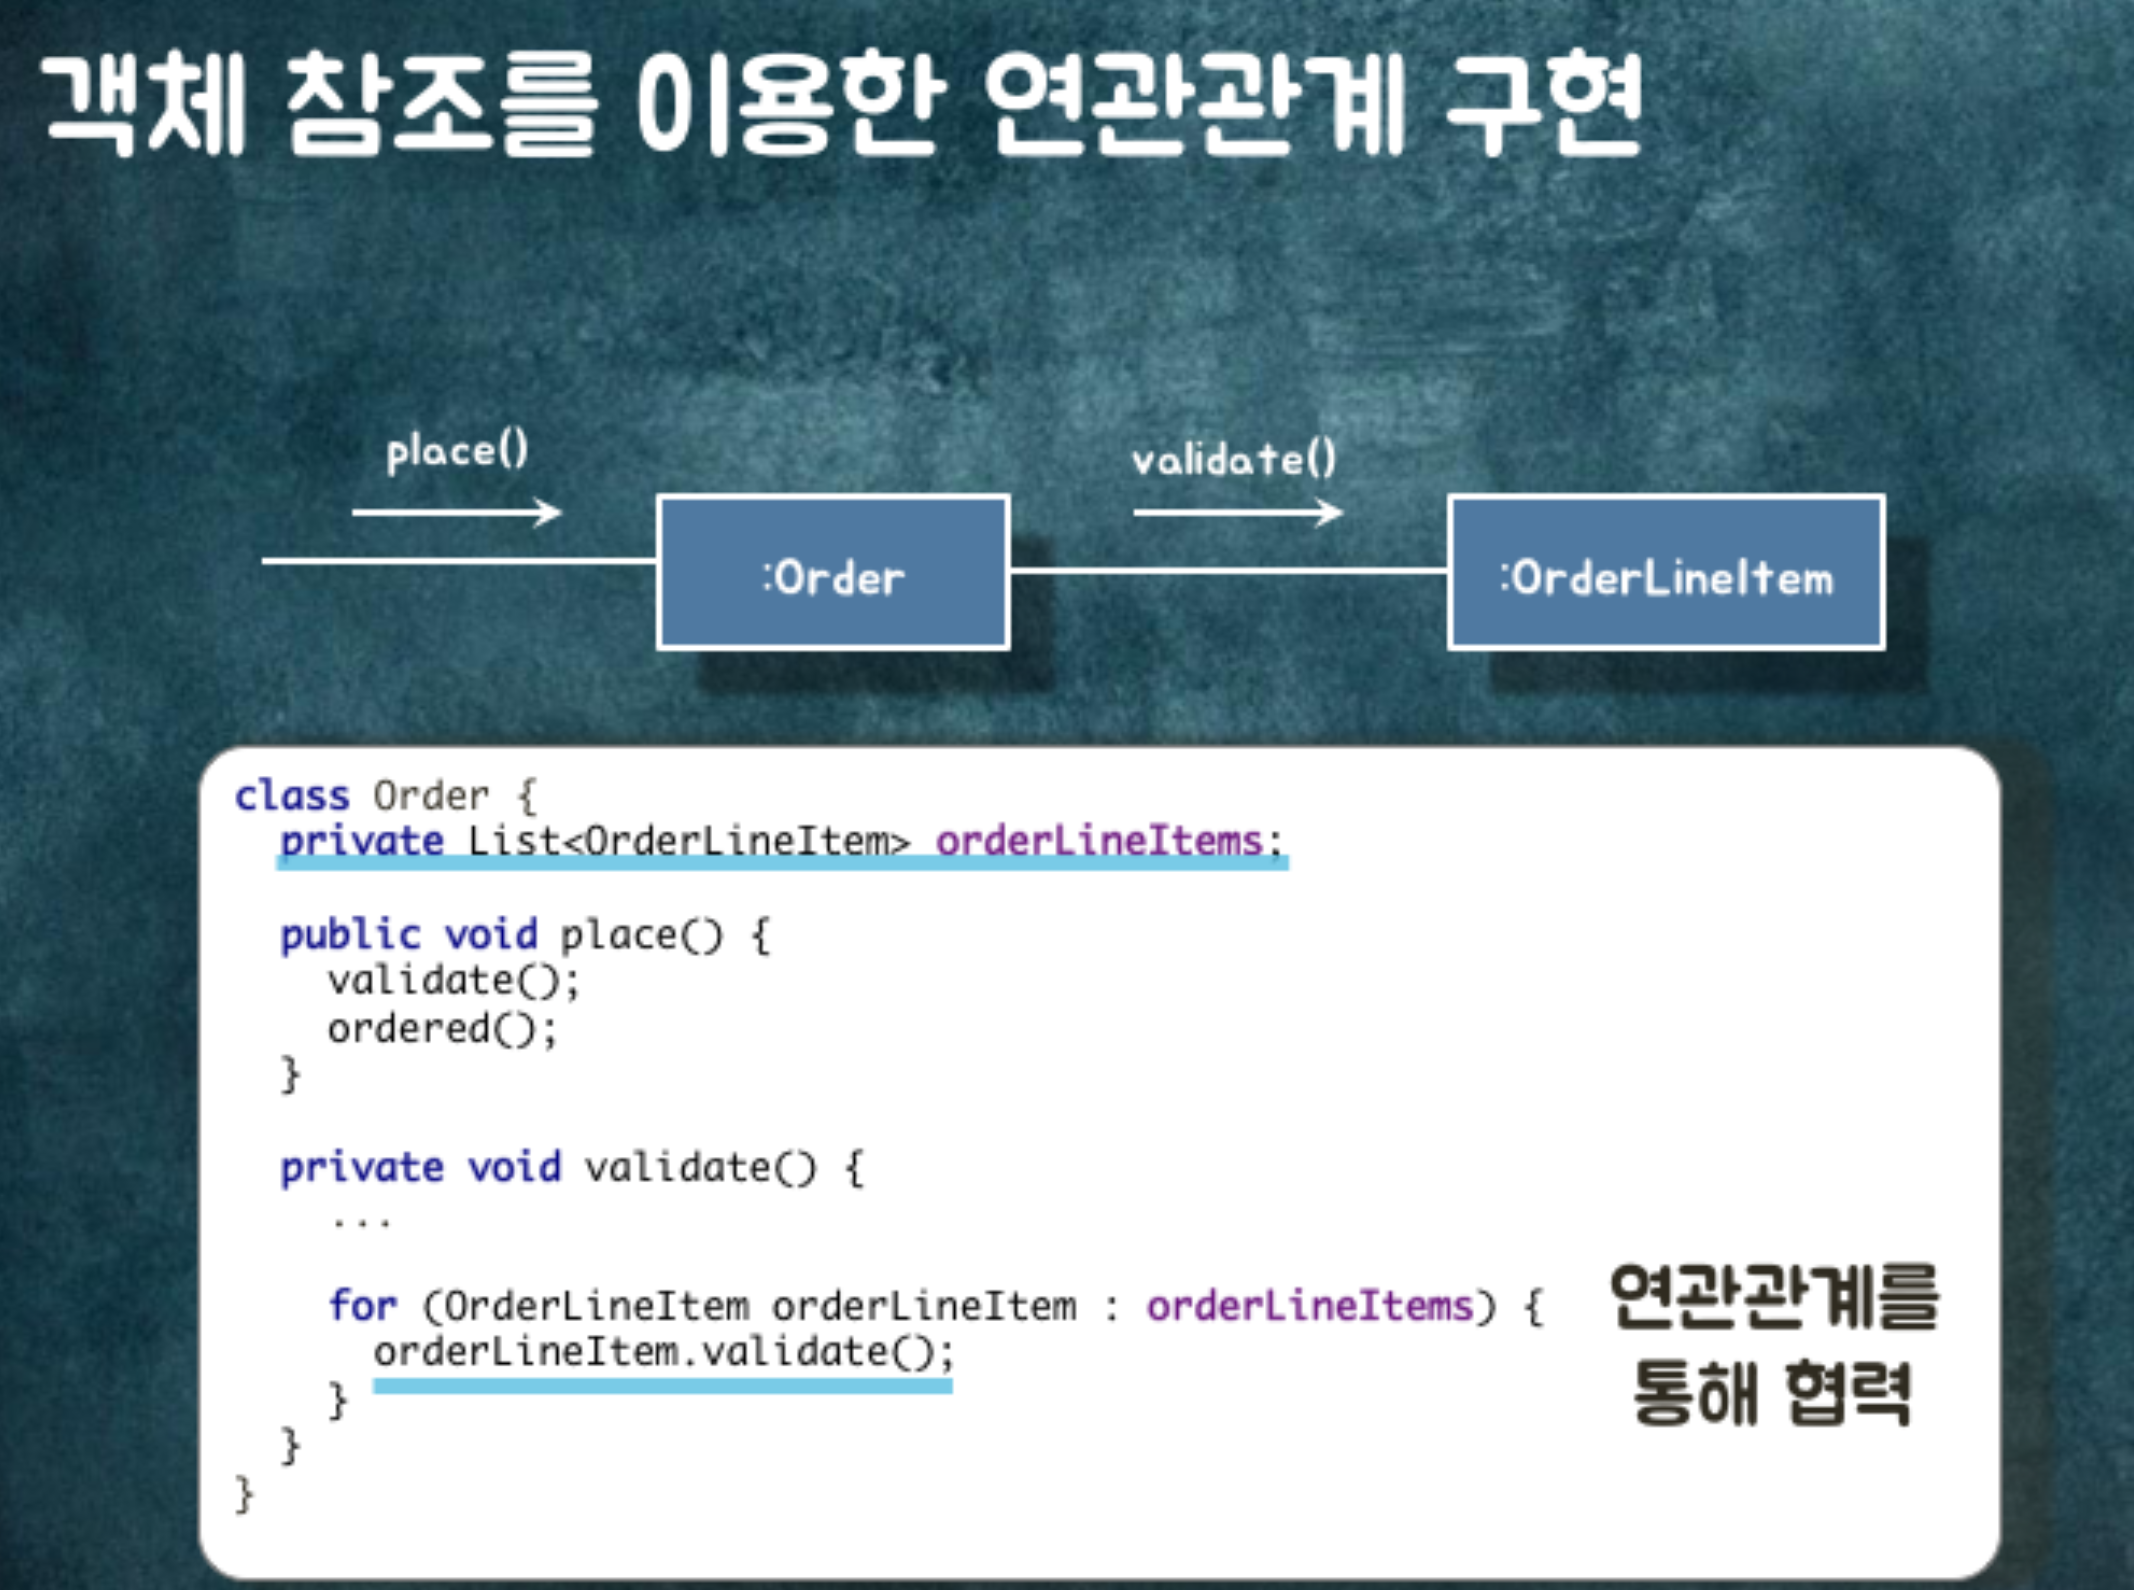 객체 참조를 이용한 연관관계 구현
place()
validate()
:Order
:OrderLineItem
class Order {
  private List<OrderLineItem> orderLineItems;

  public void place() {
    validate();
    ordered();
  }

  private void validate() {
    ...

    for (OrderLineItem orderLineItem : orderLineItems) {
      orderLineItem.validate();
    }
  }
}
연관관계를
통해 협력